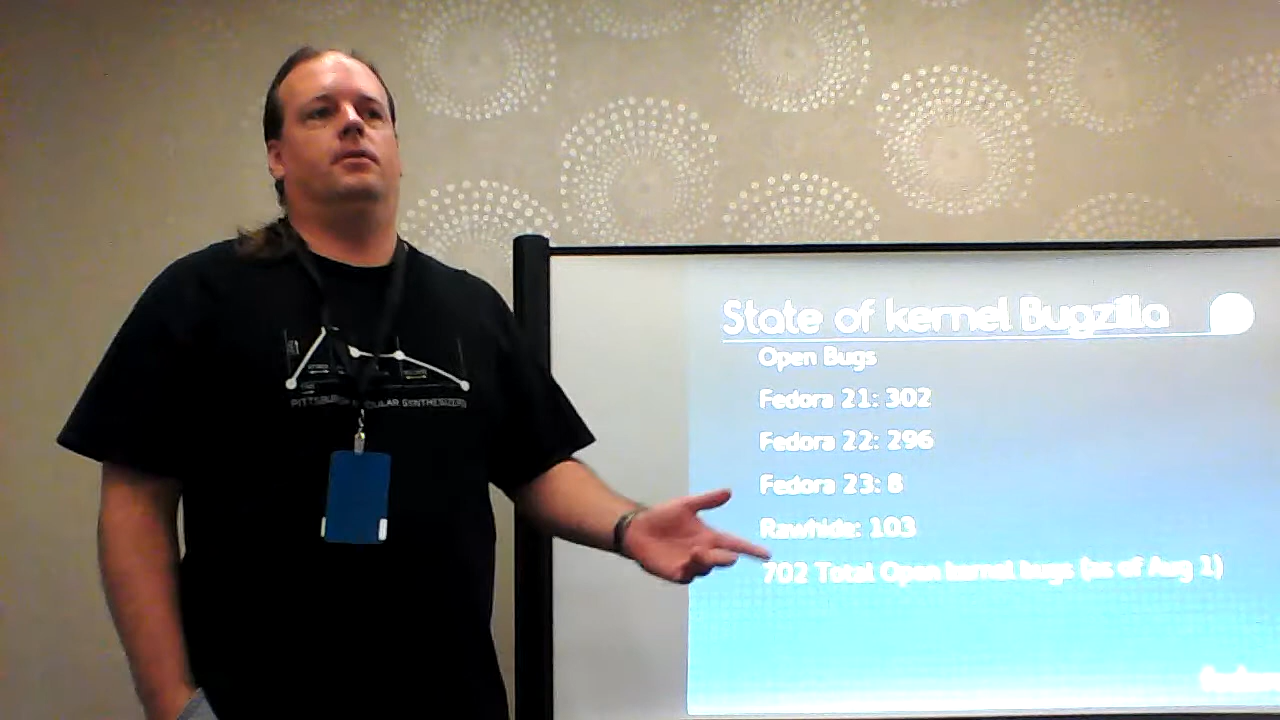 State of kernel Bugzilla
Open Bugs
Fedora 21: 302
Fedora 22: 296
Fedora 23: 8
Rawhide: 103
702 Total Open kernel bugs (as of Aug 1)